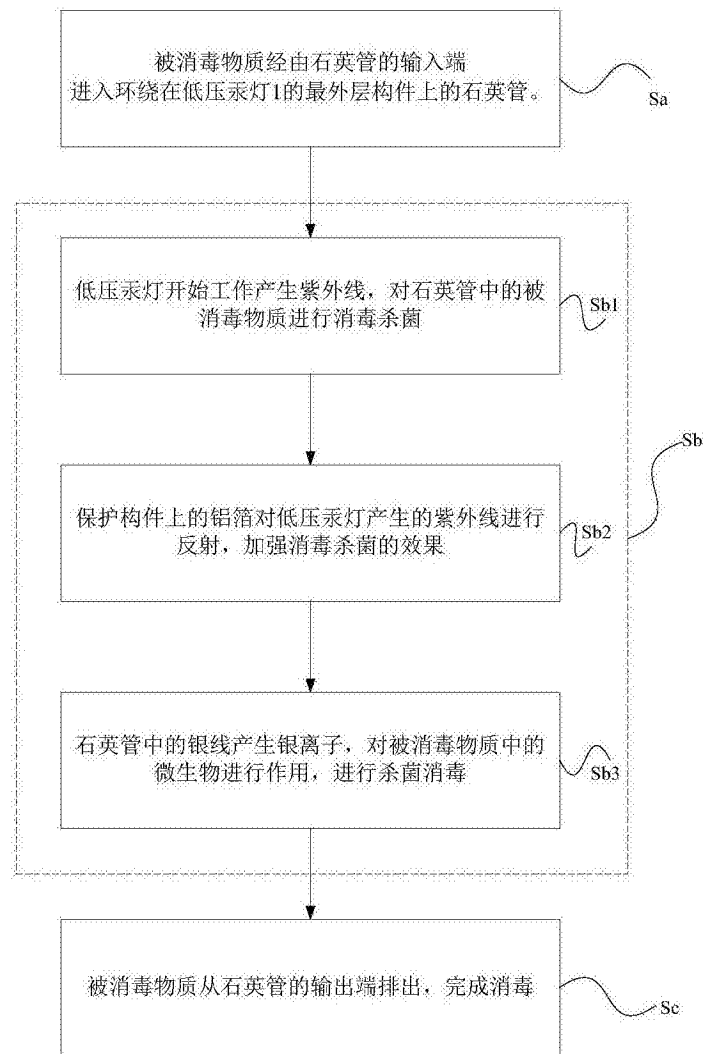 被消毒物质经由石英管的输入端
进入环绕在低压汞灯1的最外层构件上的石英管。
Sa
低压汞灯开始工作产生紫外线，对石英管中的被
消毒物质进行消毒杀菌
Sb1
Sb
保护构件上的铝箔对低压汞灯产生的紫外线进行
反射，加强消毒杀菌的效果
Sb2
石英管中的银线产生银离子，对被消毒物质中的
微生物进行作用，进行杀菌消毒
Sb3
被消毒物质从石英管的输出端排出，完成消毒
Sc